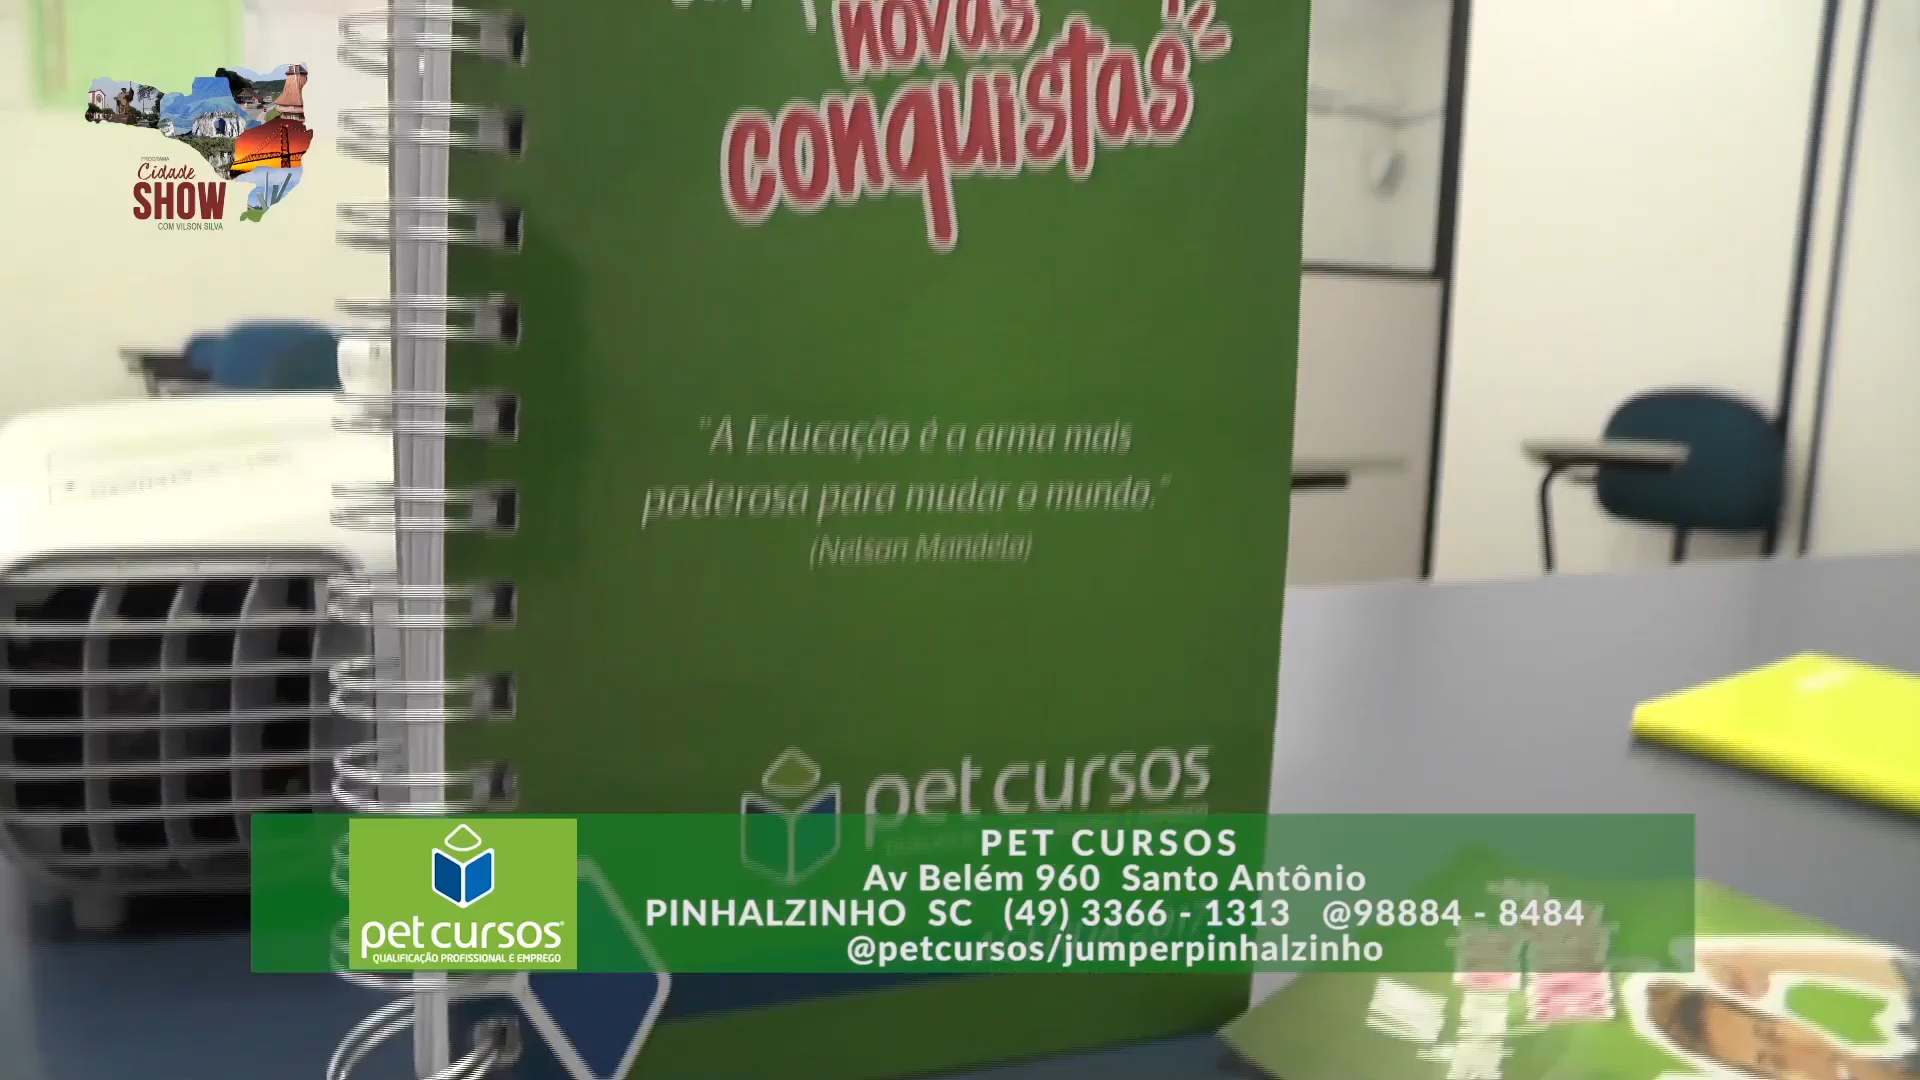 PROGRAMA
Cidade
SHOW
COM VILSON SILVA
novas
conquistas
"A Educação é a arma mais
poderosa para mudar o mundo."
(Nelson Mandela)
pet cursos
pet cursos
QUALIFICAÇÃO PROFISSIONAL E EMPREGO
PET CURSOS
Av Belém 960 Santo Antônio
PINHALZINHO SC (49) 3366 - 1313 @98884 - 8484
@petcursos/jumperpinhalzinho